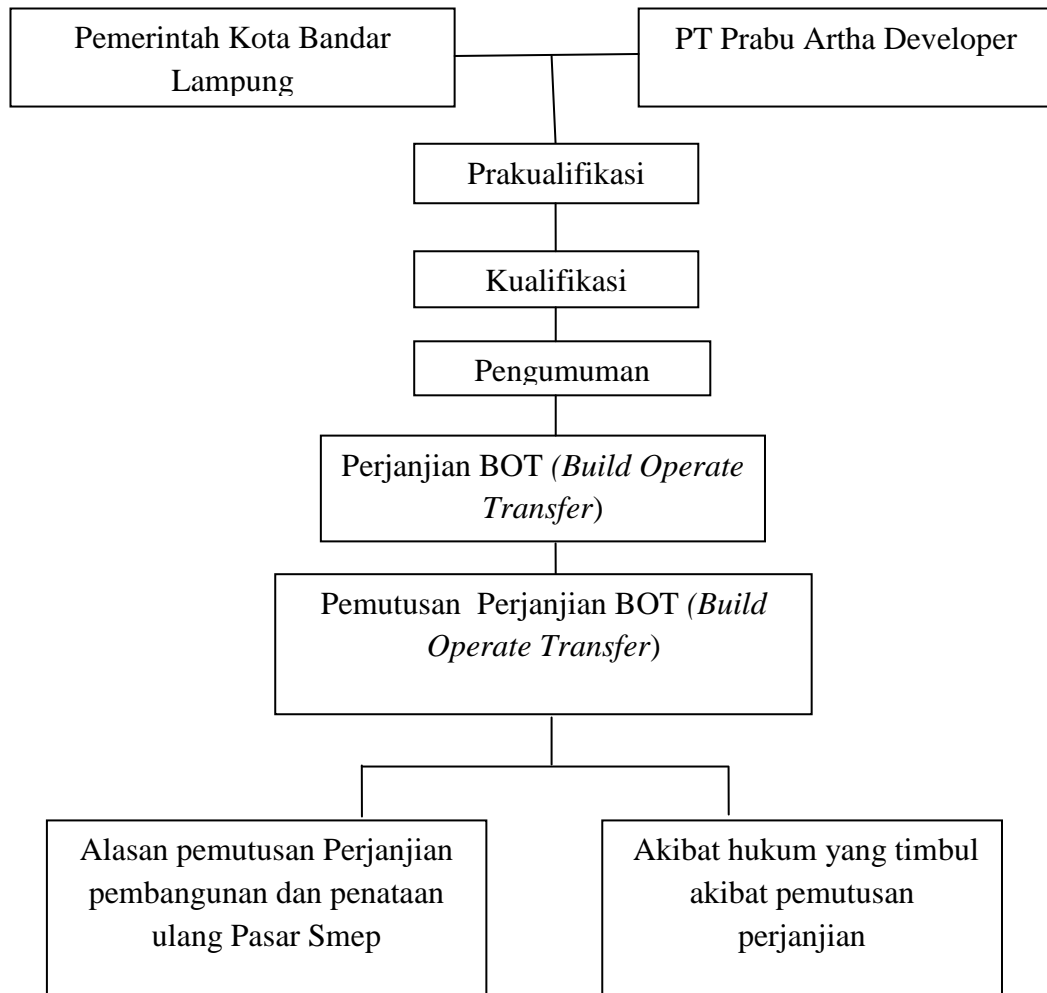 Pemerintah Kota Bandar
Lampung
PT Prabu Artha Developer
Prakualifikasi
Kualifikasi
Pengumuman
Perjanjian BOT (Build Operate
Transfer)
Pemutusan Perjanjian BOT (Build
Operate Transfer)
Alasan pemutusan Perjanjian
pembangunan dan penataan
ulang Pasar Smep
Akibat hukum yang timbul
akibat pemutusan
perjanjian